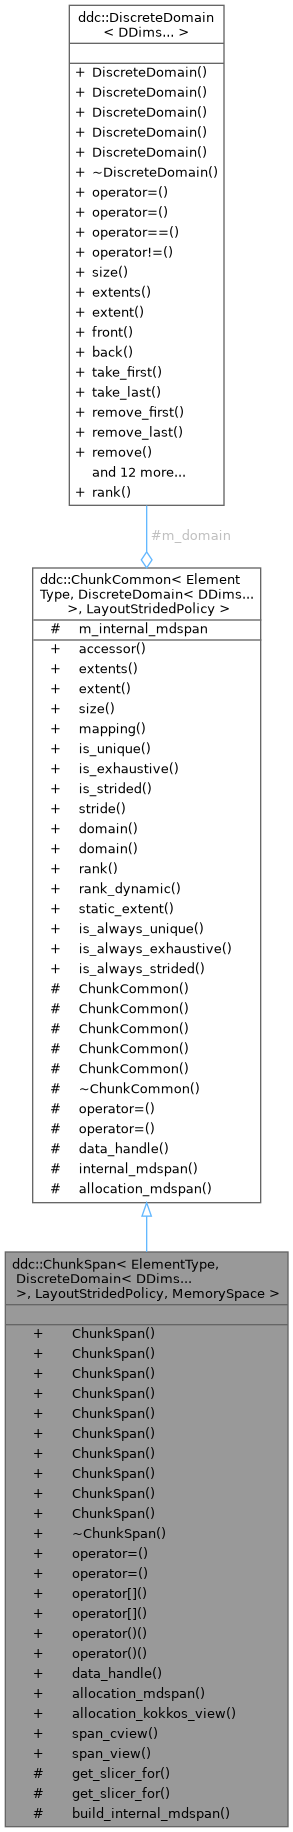 ddc::DiscreteDomain
< DDims... >
+ DiscreteDomain()
+ DiscreteDomain()
+ DiscreteDomain()
+ DiscreteDomain()
+ DiscreteDomain()
+ ~DiscreteDomain()
+ operator=()
+ operator=()
+ operator==()
+ operator!=()
+ size()
+ extents()
+ extent()
+ front()
+ back()
+ take_first()
+ take_last()
+ remove_first()
+ remove_last()
+ remove()
and 12 more...
+ rank()
#m_domain
ddc::ChunkCommon< Element
Type, DiscreteDomain< DDims...
>, LayoutStridedPolicy >
# m_internal_mdspan
+ accessor()
+ extents()
+ extent()
+ size()
+ mapping()
+ is_unique()
+ is_exhaustive()
+ is_strided()
+ stride()
+ domain()
+ domain()
+ rank()
+ rank_dynamic()
+ static_extent()
+ is_always_unique()
+ is_always_exhaustive()
+ is_always_strided()
# ChunkCommon()
# ChunkCommon()
# ChunkCommon()
# ChunkCommon()
# ChunkCommon()
# ~ChunkCommon()
# operator=()
# operator=()
# data_handle()
# internal_mdspan()
# allocation_mdspan()
ddc::ChunkSpan< ElementType,
DiscreteDomain< DDims...
>, LayoutStridedPolicy, MemorySpace >
+ ChunkSpan()
+ ChunkSpan()
+ ChunkSpan()
+ ChunkSpan()
+ ChunkSpan()
+ ChunkSpan()
+ ChunkSpan()
+ ChunkSpan()
+ ChunkSpan()
+ ChunkSpan()
+ ~ChunkSpan()
+ operator=()
+ operator=()
+ operator[]()
+ operator[]()
+ operator()()
+ operator()()
+ data_handle()
+ allocation_mdspan()
+ allocation_kokkos_view()
+ span_cview()
+ span_view()
# get_slicer_for()
# get_slicer_for()
# build_internal_mdspan()